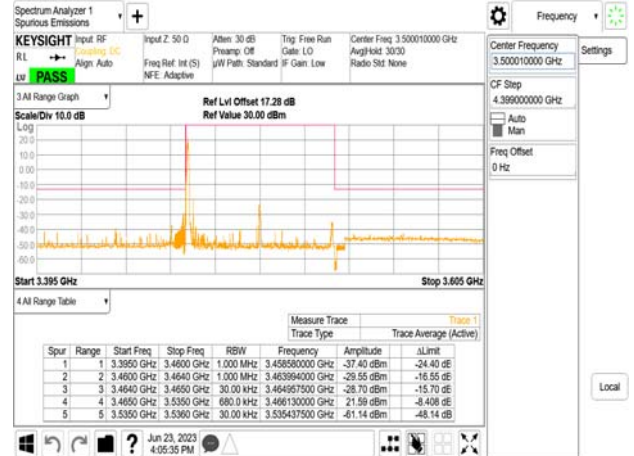 Spectrum Analyzer 1
Spurious Emissions
Frequency
KEYSIGHT Input: RF Input Z: 50 Ω Atten: 30 dB Trig: Free Run Center Freq: 3.500010000 GHz
RL Coupling: DC Preamp: Off Gate: LO Avg|Hold: 30/30
Align: Auto Freq Ref: Int (S) µW Path: Standard IF Gain: Low Radio Std: None
LVI PASS NFE: Adaptive
Center Frequency
3.500010000 GHz
Settings
CF Step
4.399000000 GHz
Auto
Man
Freq Offset
0 Hz
3 All Range Graph
Ref Lvl Offset 17.28 dB
Scale/Div 10.0 dB Ref Value 30.00 dBm
Log
20.0
10.0
0.00
-10.0
-20.0
-30.0
-40.0
-50.0
-60.0
Start 3.395 GHz Stop 3.605 GHz
4 All Range Table
Measure Trace Trace 1
Trace Type Trace Average (Active)
Spur Range Start Freq Stop Freq RBW Frequency Amplitude ΔLimit
1 1 3.3950 GHz 3.4600 GHz 1.000 MHz 3.458580000 GHz -37.40 dBm -24.40 dB
2 2 3.4600 GHz 3.4640 GHz 1.000 MHz 3.463994000 GHz -29.55 dBm -16.55 dB
3 3 3.4640 GHz 3.4650 GHz 30.00 kHz 3.464957500 GHz -28.70 dBm -15.70 dB
4 4 3.4650 GHz 3.5350 GHz 680.0 kHz 3.466130000 GHz 21.59 dBm -8.408 dB
5 5 3.5350 GHz 3.5360 GHz 30.00 kHz 3.535437500 GHz -61.14 dBm -48.14 dB
Local
Jun 23, 2023
4:05:35 PM